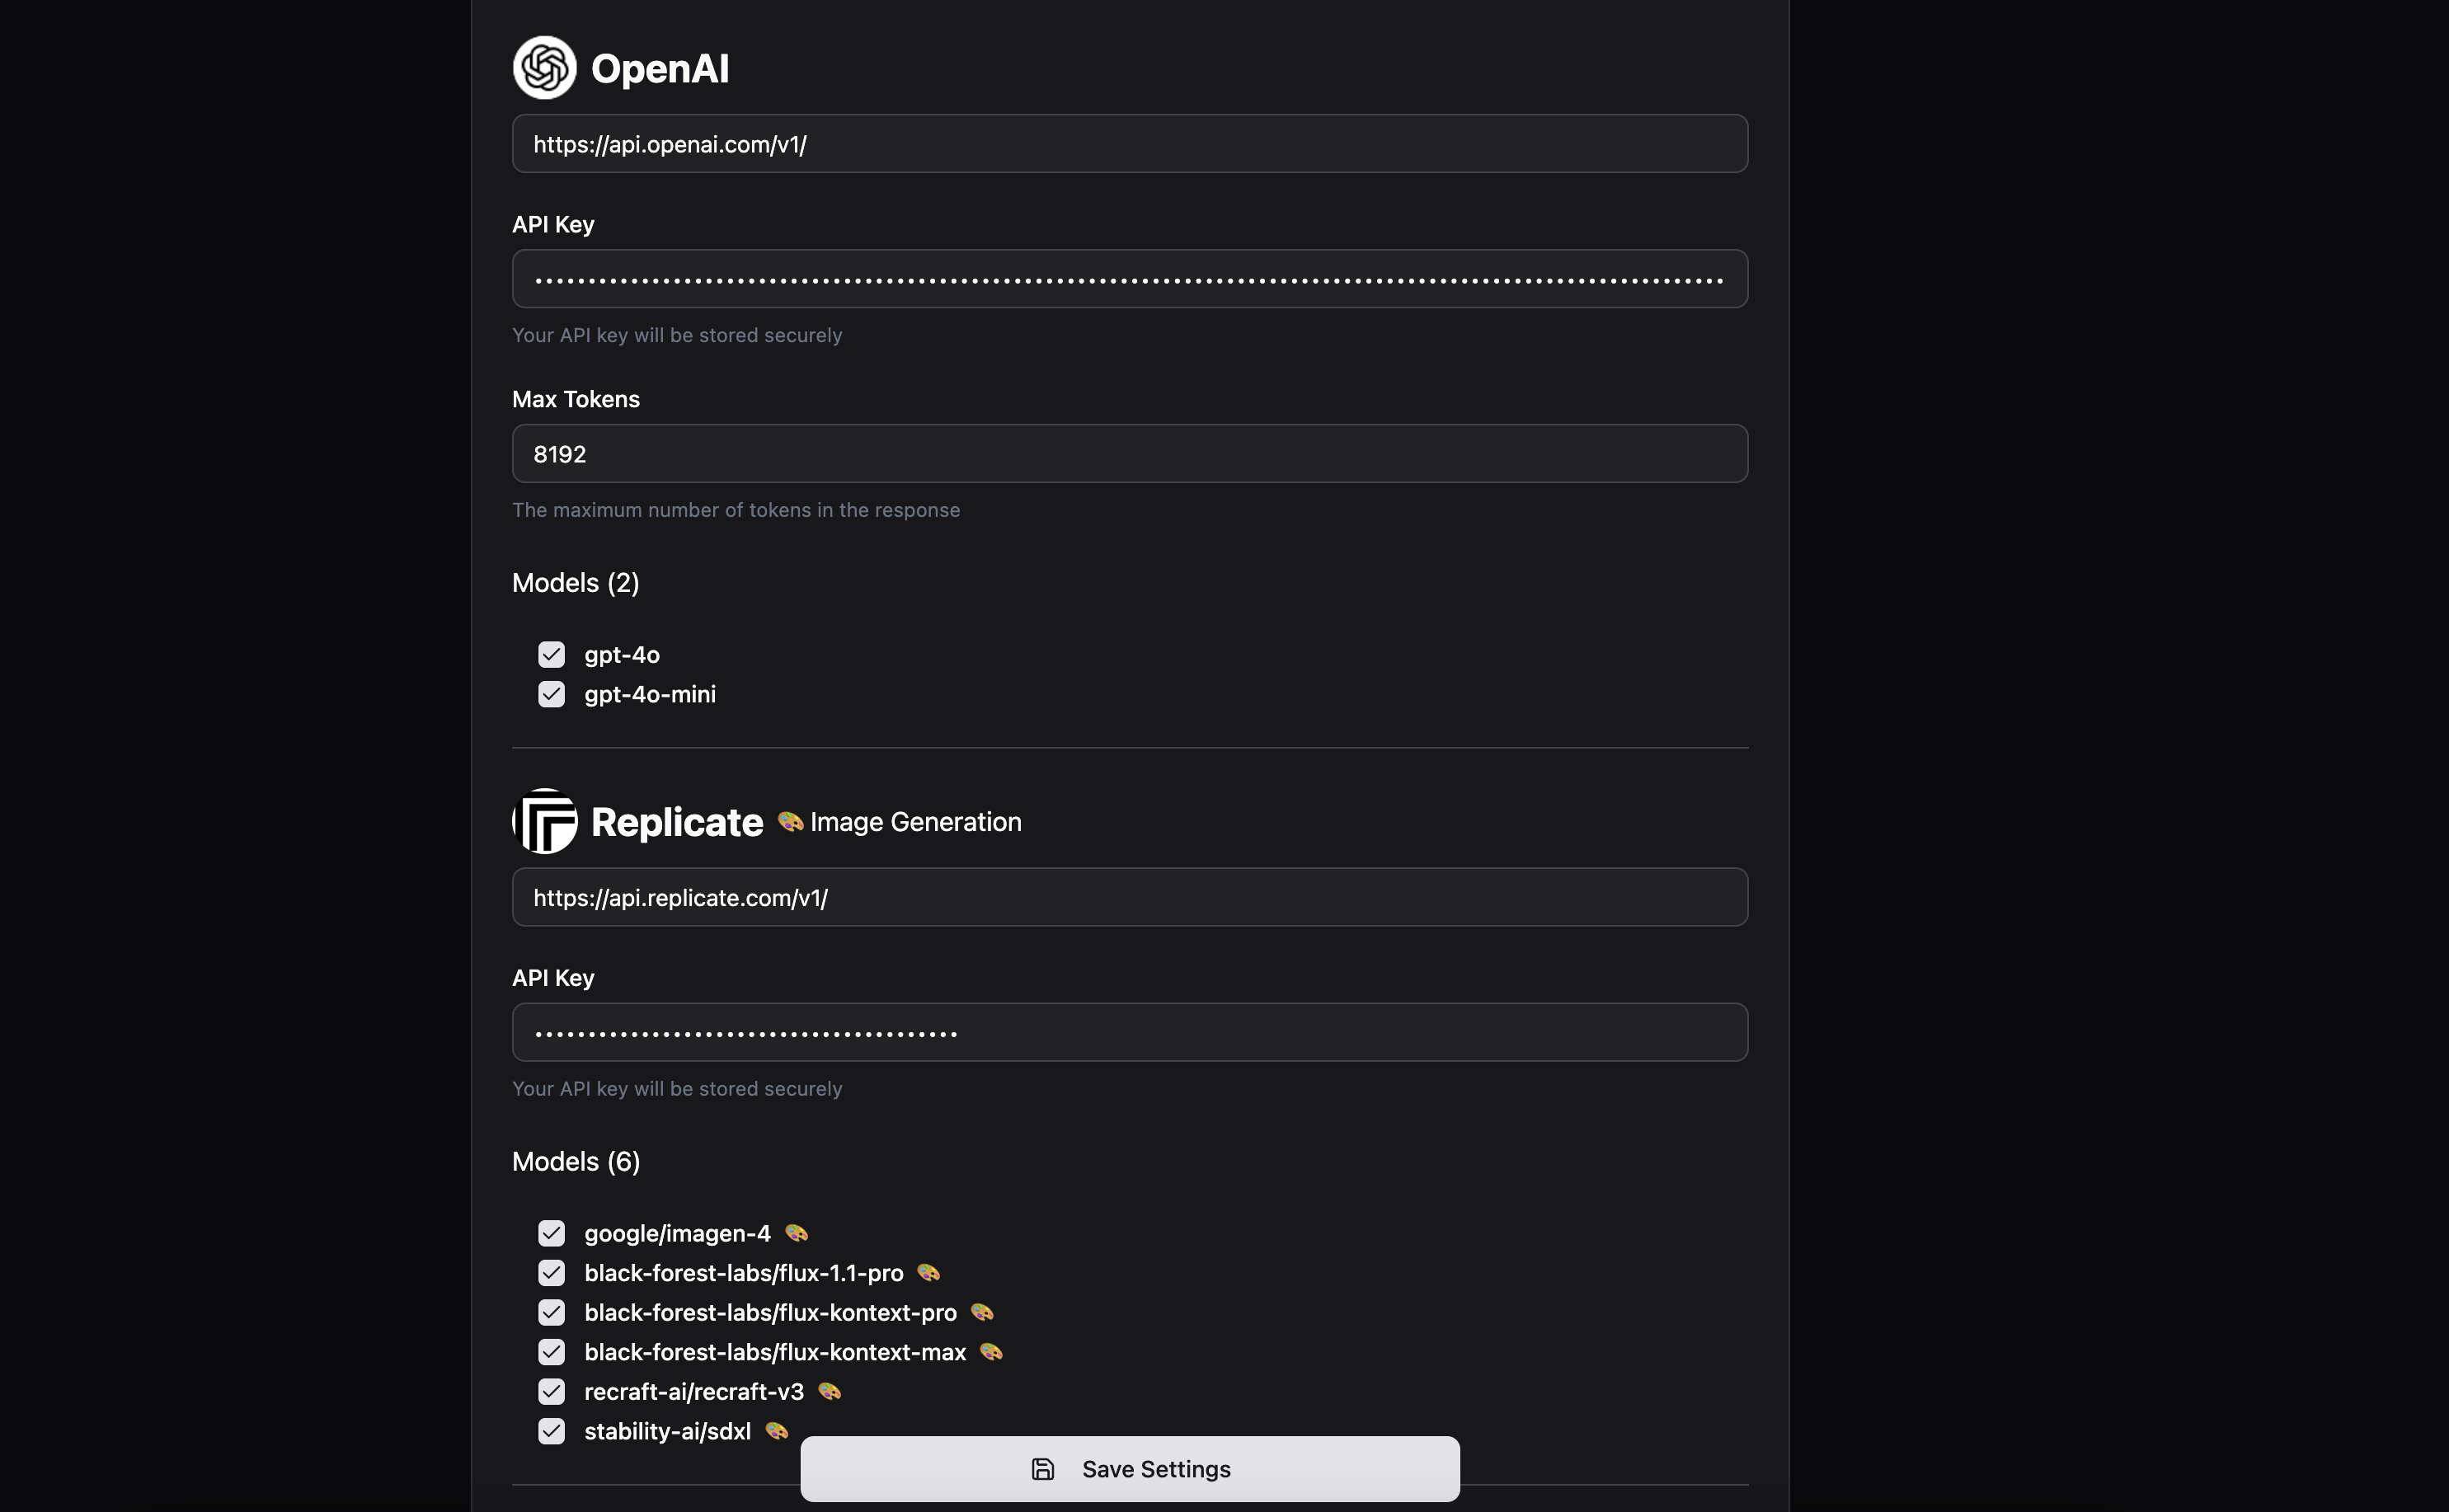 OpenAI
https://api.openai.com/v1/
API Key
Your API key will be stored securely
Max Tokens
8192
The maximum number of tokens in the response
Models (2)
gpt-4o
gpt-4o-mini
Replicate 🎨 Image Generation
https://api.replicate.com/v1/
API Key
Your API key will be stored securely
Models (6)
google/imagen-4 🎨
black-forest-labs/flux-1.1-pro 🎨
black-forest-labs/flux-kontext-pro 🎨
black-forest-labs/flux-kontext-max 🎨
recraft-ai/recraft-v3 🎨
stability-ai/sdxl 🎨
Save Settings